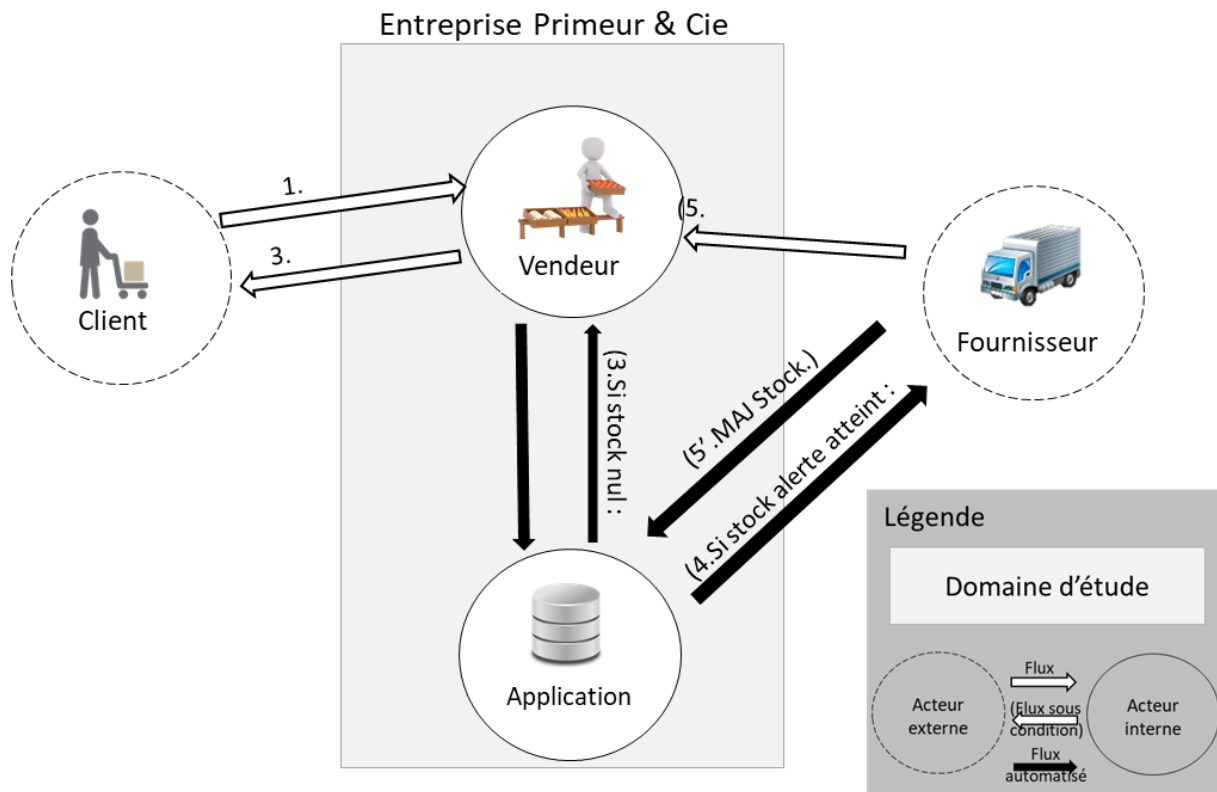 Entreprise Primeur & Cie
1.
3.
Client
Vendeur
(5.
Fournisseur
(3.Si stock nul :
(5’.MAJ Stock.)
(4.Si stock alerte atteint :
Application
Légende
Domaine d’étude
Acteur
externe
Flux
(Flux sous
condition)
Flux
automatisé
Acteur
interne